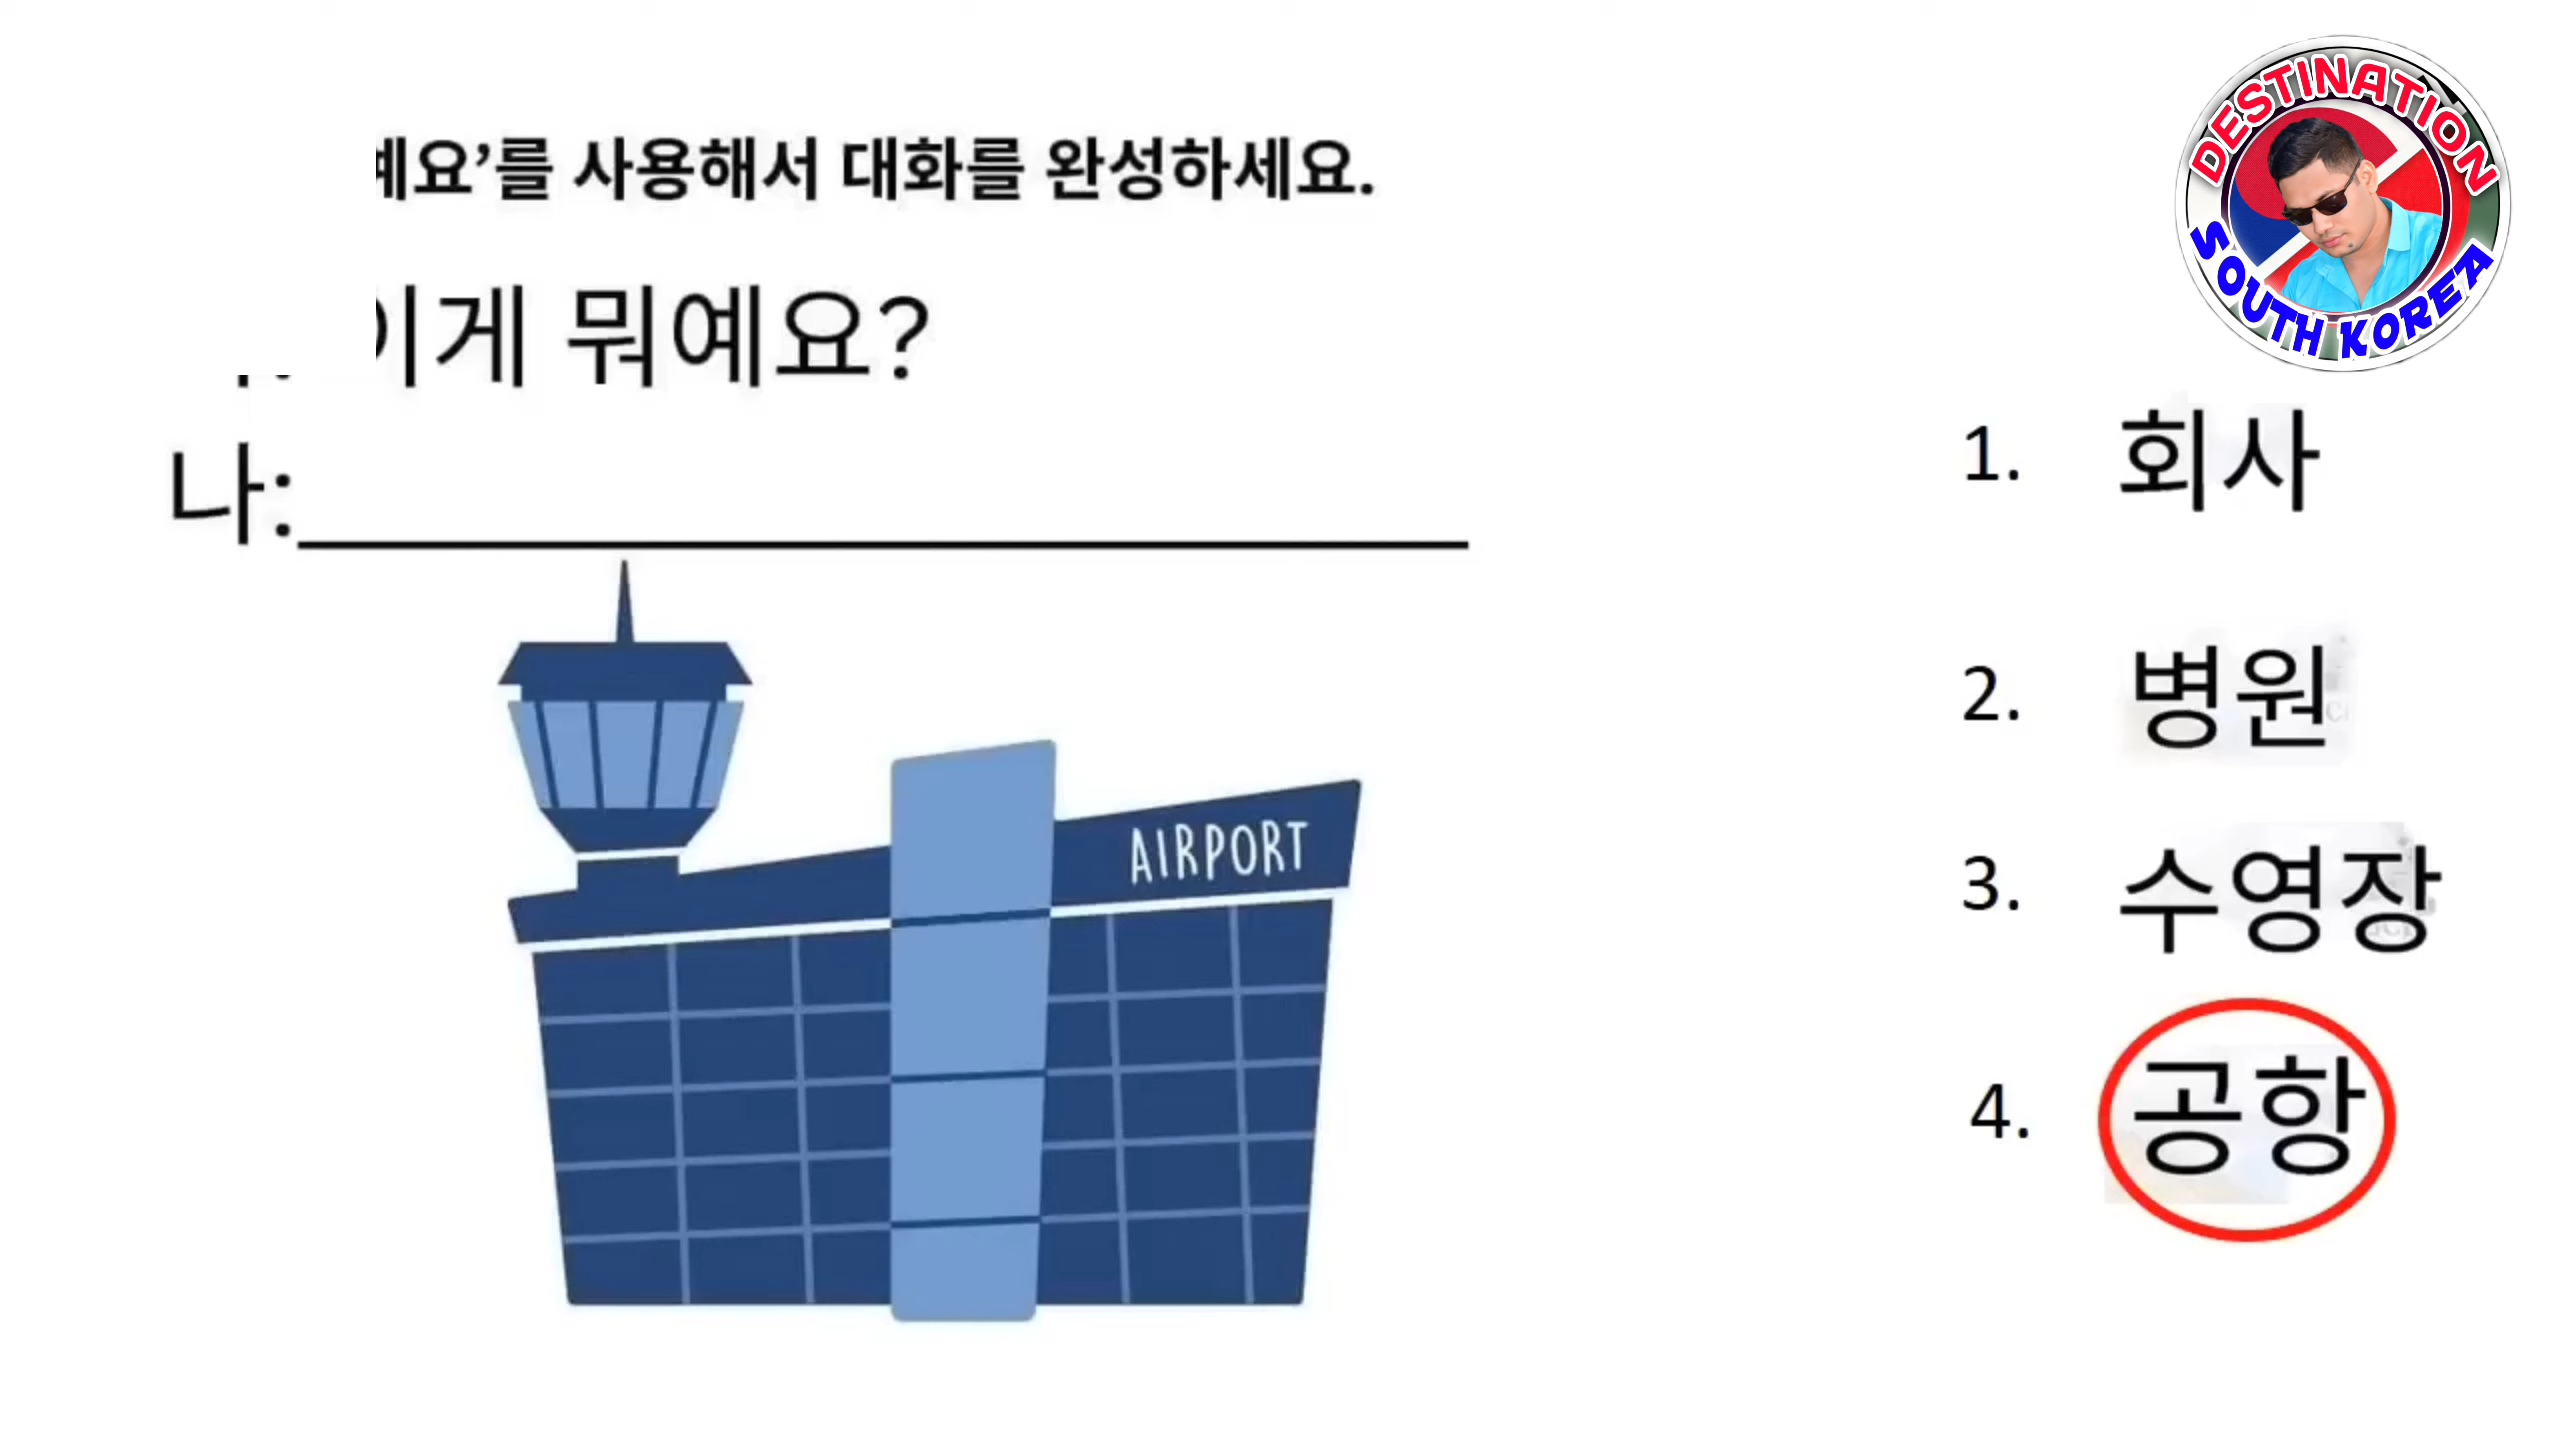 예요’를 사용해서 대화를 완성하세요.
이게 뭐예요?
나:
AIRPORT
DESTINATION
SOUTH KOREA
1. 회사
2. 병원
3. 수영장
4. 공항